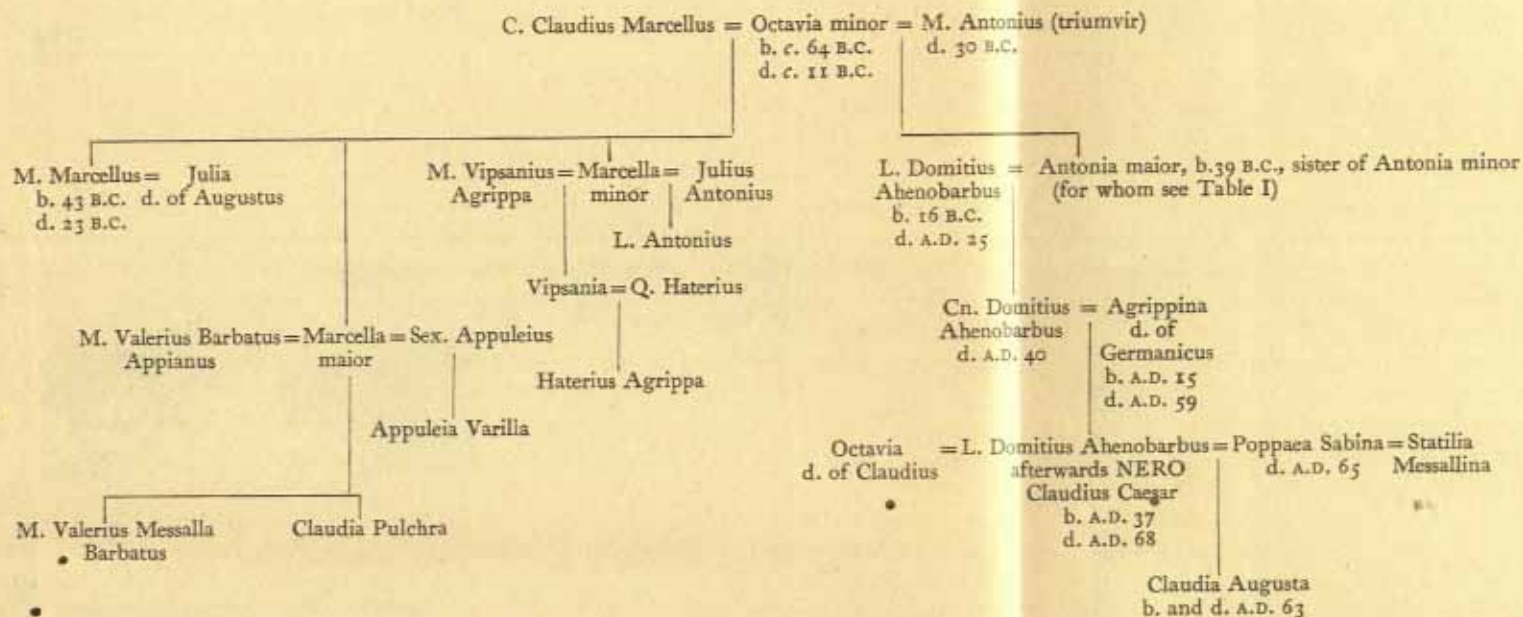 C. Claudius Marcellus = Octavia minor = M. Antonius (triumvir)
b. c. 64 B.C.
d. c. 11 B.C.
d. 30 B.C.
M. Marcellus = Julia
b. 43 B.C. d. of Augustus
d. 23 B.C.
M. Vipsanius = Marcella = Julius
Agrippa minor Antonius
L. Antonius
Vipsania = Q. Haterius
Haterius Agrippa
M. Valerius Barbatus = Marcella = Sex. Appuleius
Appianus maior
Appuleia Varilla
M. Valerius Messalla
Barbatus
Claudia Pulchra
L. Domitius = Antonia maior, b.39 B.C., sister of Antonia minor
Ahenobarbus (for whom see Table I)
b. 16 B.C.
d. A.D. 25
Cn. Domitius = Agrippina
Ahenobarbus d. of
d. A.D. 40 Germanicus
b. A.D. 15
d. A.D. 59
Octavia = L. Domitius Ahenobarbus = Poppaea Sabina = Statilia
d. of Claudius afterwards NERO d. A.D. 65 Messallina
Claudius Caesar
b. A.D. 37
d. A.D. 68
Claudia Augusta
b. and d. A.D. 63